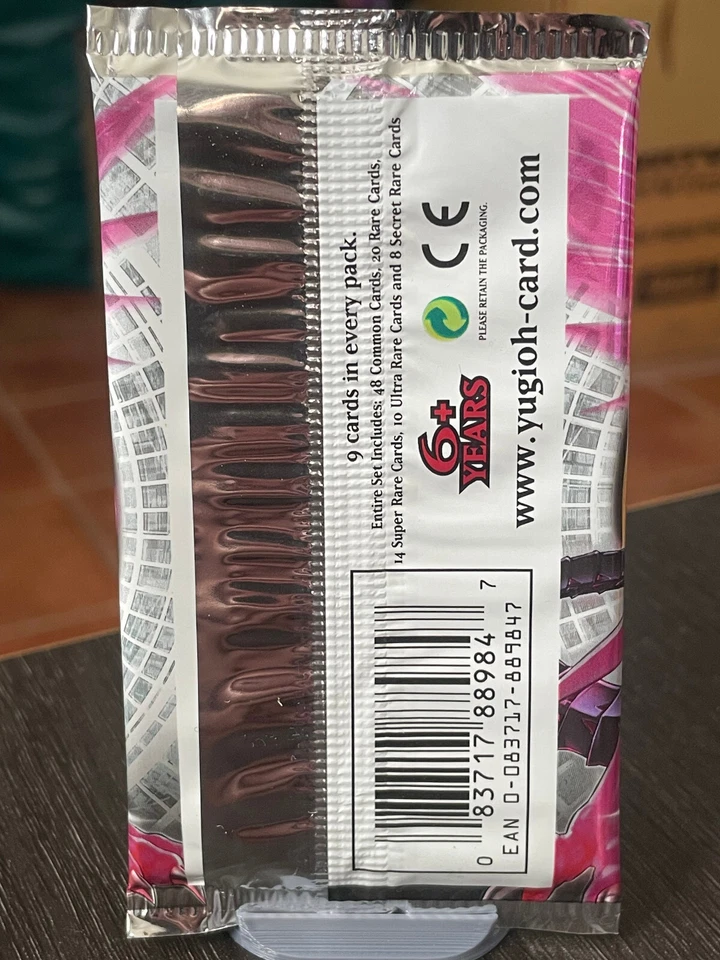 9 cards in every pack.
Entire Set Includes: 48 Common Cards, 20 Rare Cards,
14 Super Rare Cards, 10 Ultra Rare Cards and 8 Secret Rare Cards
6+
YEARS
CE
PLEASE RETAIN THE PACKAGING.
www.yugioh-card.com
0 83717 88984 7
EAN 0-083717-889847